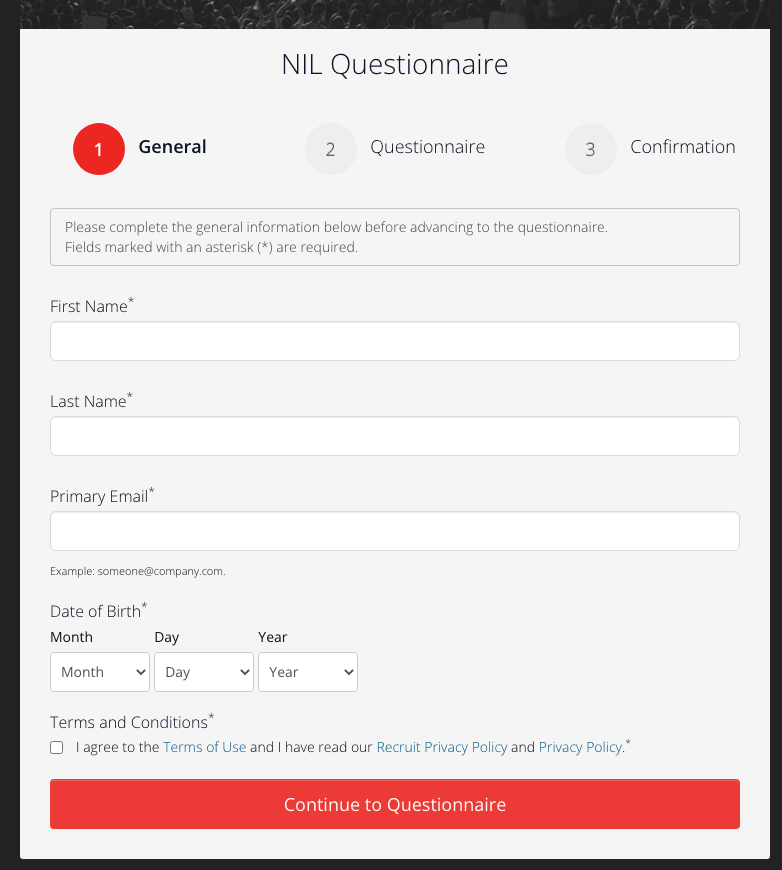 NIL Questionnaire
1 General 2 Questionnaire 3 Confirmation
Please complete the general information below before advancing to the questionnaire.
Fields marked with an asterisk (*) are required.
First Name*
Last Name*
Primary Email*
Example: someone@company.com.
Date of Birth*
Month Day Year
Month Day Year
Terms and Conditions*
I agree to the Terms of Use and I have read our Recruit Privacy Policy and Privacy Policy.*
Continue to Questionnaire